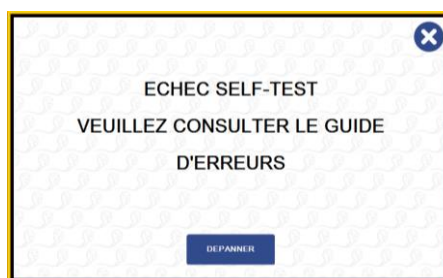 ECHEC SELF-TEST
VEUILLEZ CONSULTER LE GUIDE
D'ERREURS
DEPANNER